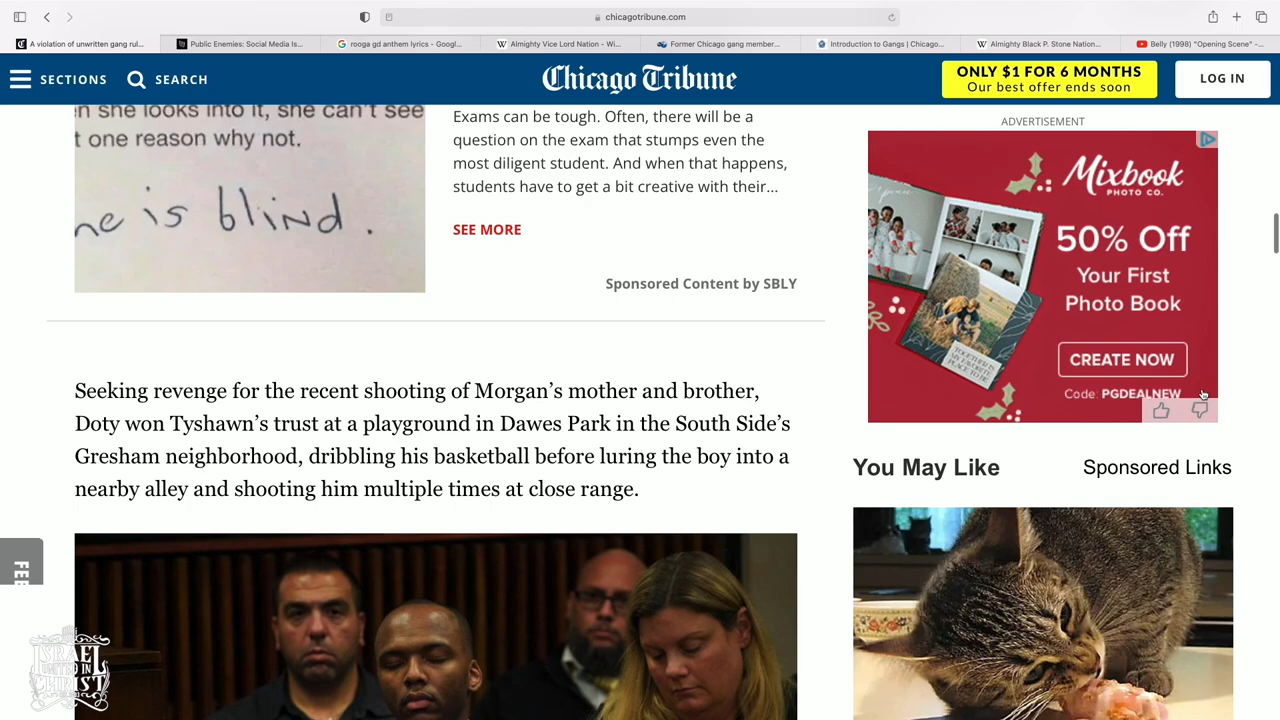 chicagotribune.com
A violation of unwritten gang rul...
Public Enemies: Social Media Is...
rooga gd anthem lyrics - Googl...
Almighty Vice Lord Nation - Wi...
Former Chicago gang member...
Introduction to Gangs | Chicago...
Almighty Black P. Stone Nation...
Belly (1998) "Opening Scene" -...
SECTIONS
SEARCH
Chicago Tribune
ONLY $1 FOR 6 MONTHS
Our best offer ends soon
LOG IN
n she looks into it, she can't see
t one reason why not.
he is blind.
Exams can be tough. Often, there will be a
question on the exam that stumps even the
most diligent student. And when that happens,
students have to get a bit creative with their...
SEE MORE
Sponsored Content by SBLY
Seeking revenge for the recent shooting of Morgan’s mother and brother,
Doty won Tyshawn’s trust at a playground in Dawes Park in the South Side’s
Gresham neighborhood, dribbling his basketball before luring the boy into a
nearby alley and shooting him multiple times at close range.
ADVERTISEMENT
Mixbook
PHOTO CO.
50% Off
Your First
Photo Book
CREATE NOW
Code: PGDEALNEW
TOGETHER IS
MY FAVORITE
PLACE TO BE
You May Like
Sponsored Links
FEE
ISRAEL
UNITED IN
CHRIST